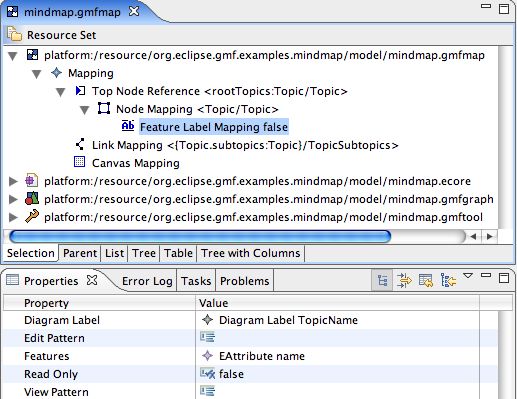 mindmap.gmfmap
Resource Set
platform:/resource/org.eclipse.gmf.examples.mindmap/model/mindmap.gmfmap
Mapping
Top Node Reference <rootTopics:Topic/Topic>
Node Mapping <Topic/Topic>
Feature Label Mapping false
Link Mapping <{Topic.subtopics:Topic}/TopicSubtopics>
Canvas Mapping
platform:/resource/org.eclipse.gmf.examples.mindmap/model/mindmap.ecore
platform:/resource/org.eclipse.gmf.examples.mindmap/model/mindmap.gmfgraph
platform:/resource/org.eclipse.gmf.examples.mindmap/model/mindmap.gmftool
Selection Parent List Tree Table Tree with Columns
Properties Error Log Tasks Problems
Property Value
Diagram Label Diagram Label TopicName
Edit Pattern
Features EAttribute name
Read Only false
View Pattern